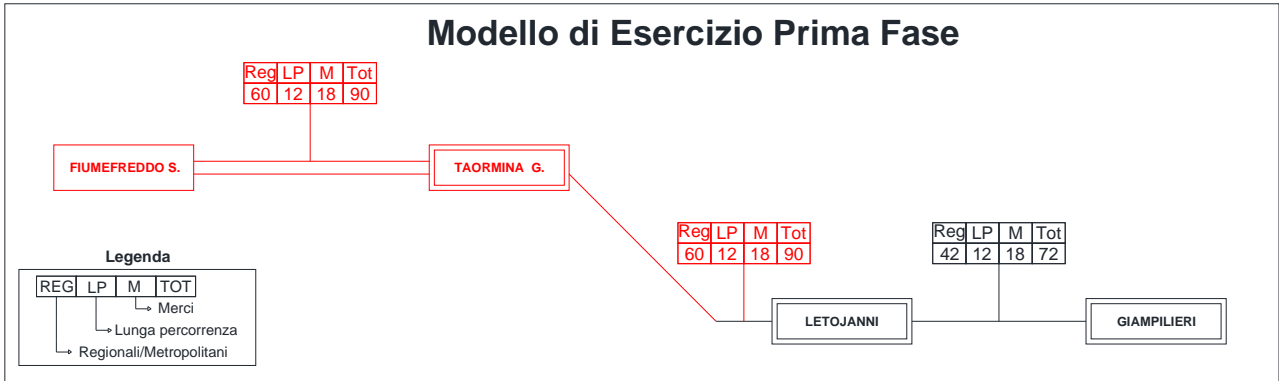 Modello di Esercizio Prima Fase
Reg LP M Tot
60 12 18 90
FIUMEFREDDO S.
TAORMINA G.
Reg LP M Tot
60 12 18 90
Reg LP M Tot
42 12 18 72
LETOJANNI
GIAMPILIERI
Legenda
REG LP M TOT
Merci
Lunga percorrenza
Regionali/Metropolitani